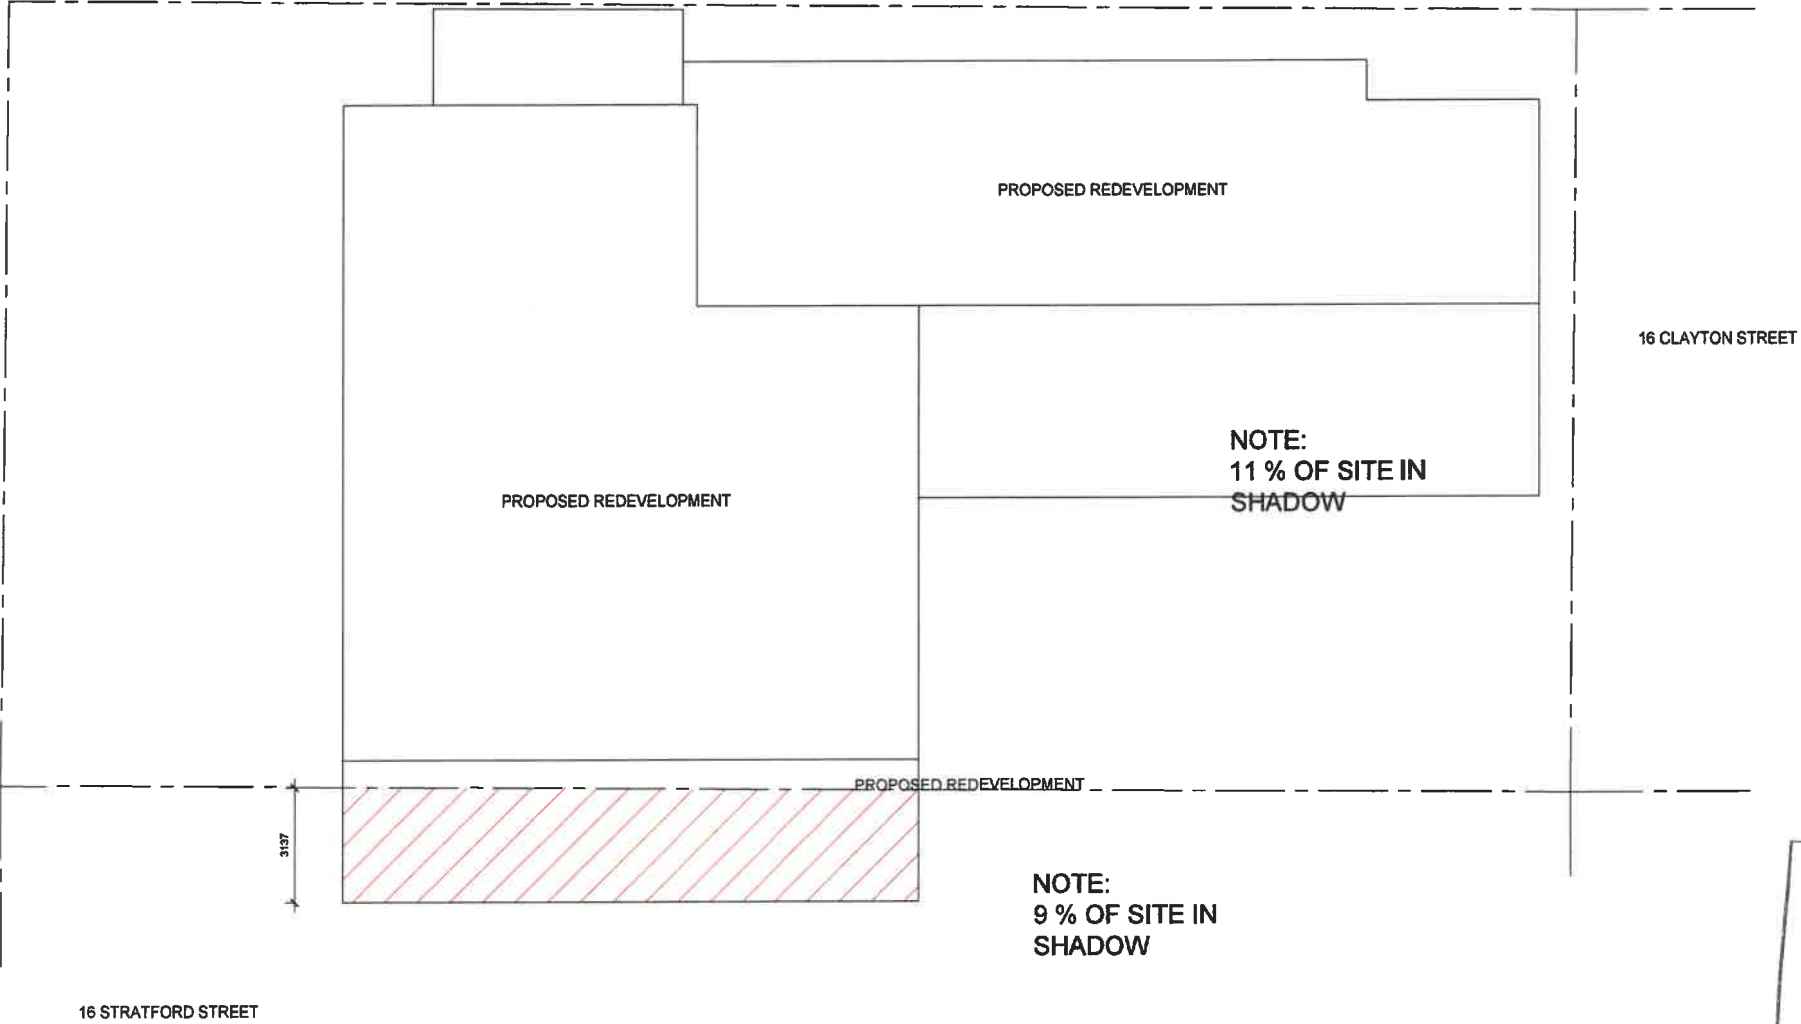 PROPOSED REDEVELOPMENT
16 CLAYTON STREET
NOTE:
11 % OF SITE IN
SHADOW
PROPOSED REDEVELOPMENT
PROPOSED REDEVELOPMENT
3137
NOTE:
9 % OF SITE IN
SHADOW
16 STRATFORD STREET